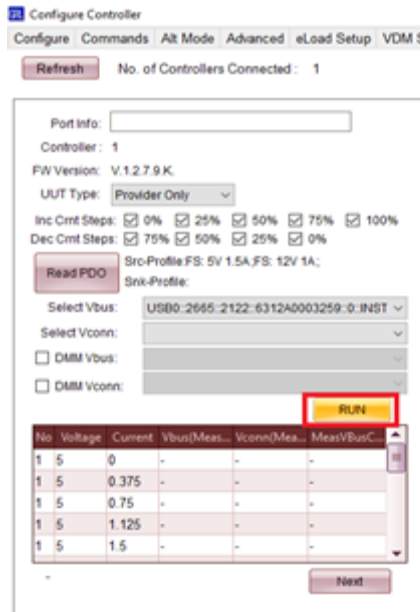 GRL Configure Controller
Configure Commands Alt Mode Advanced eLoad Setup VDM S
Refresh No. of Controllers Connected : 1
Port Info:
Controller : 1
FW Version: V.1.2.7.9.K.
UUT Type: Provider Only
Inc Crnt Steps: 0% 25% 50% 75% 100%
Dec Crnt Steps: 75% 50% 25% 0%
Read PDO
Src-Profile:FS: 5V 1.5A;FS: 12V 1A;
Snk-Profile:
Select Vbus: USB0::2665::2122::6312A0003259::0::INST
Select Vconn:
DMM Vbus:
DMM Vconn:
RUN
No Voltage Current Vbus(Meas... Vconn(Mea... MeasVBusC...
1 5 0 - - -
1 5 0.375 - - -
1 5 0.75 - - -
1 5 1.125 - - -
1 5 1.5 - - -
-
Next